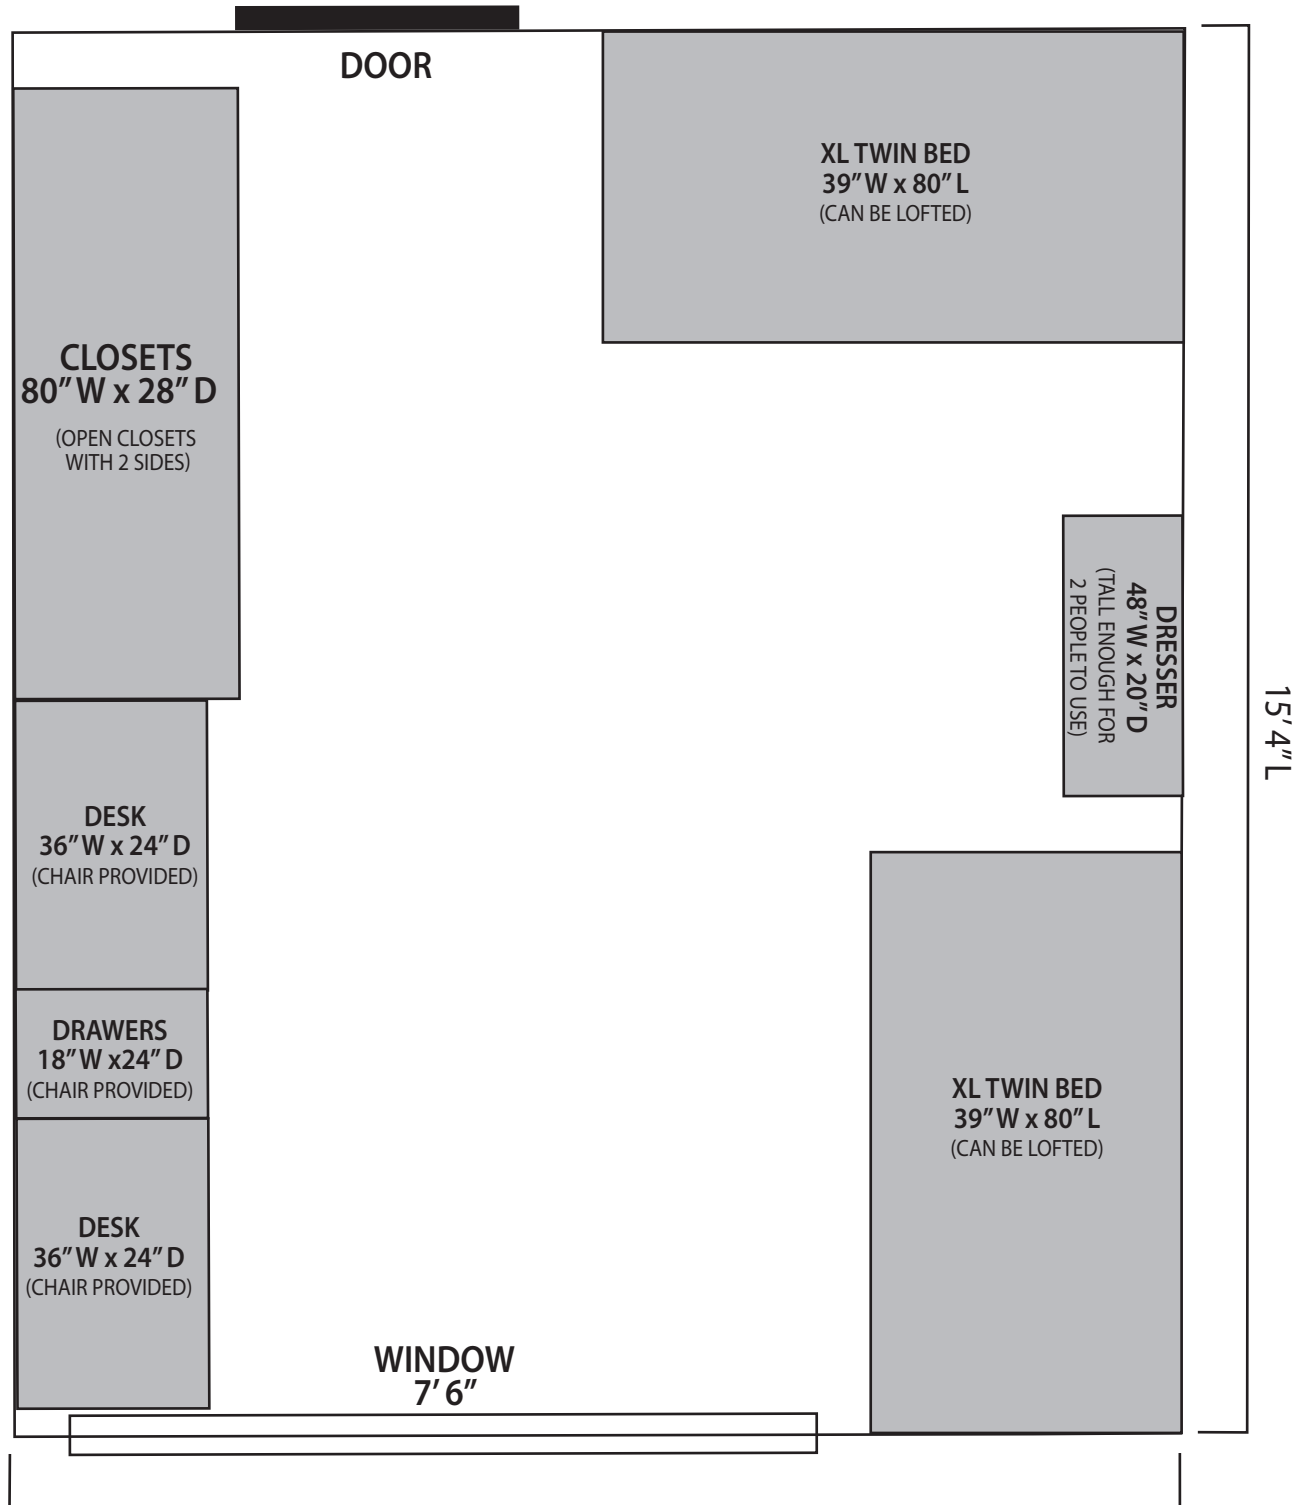 DOOR
XL TWIN BED
39" W x 80" L
(CAN BE LOFTED)
CLOSETS
80" W x 28" D
(OPEN CLOSETS
WITH 2 SIDES)
DRESSER
48" W x 20" D
(TALL ENOUGH FOR
2 PEOPLE TO USE)
15' 4" L
DESK
36" W x 24" D
(CHAIR PROVIDED)
DRAWERS
18" W x24" D
(CHAIR PROVIDED)
XL TWIN BED
39" W x 80" L
(CAN BE LOFTED)
DESK
36" W x 24" D
(CHAIR PROVIDED)
WINDOW
7' 6"